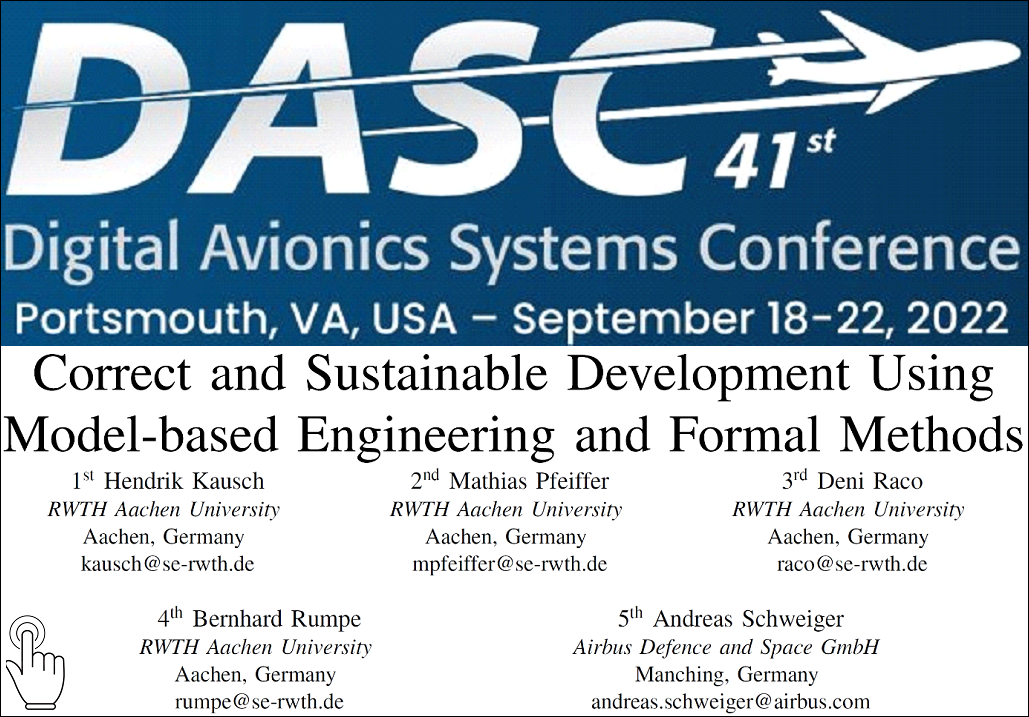 DASC 41st
Digital Avionics Systems Conference
Portsmouth, VA, USA – September 18-22, 2022
Correct and Sustainable Development Using
Model-based Engineering and Formal Methods
1st Hendrik Kausch
RWTH Aachen University
Aachen, Germany
kausch@se-rwth.de
2nd Mathias Pfeiffer
RWTH Aachen University
Aachen, Germany
mpfeiffer@se-rwth.de
3rd Deni Raco
RWTH Aachen University
Aachen, Germany
raco@se-rwth.de
4th Bernhard Rumpe
RWTH Aachen University
Aachen, Germany
rumpe@se-rwth.de
5th Andreas Schweiger
Airbus Defence and Space GmbH
Manching, Germany
andreas.schweiger@airbus.com